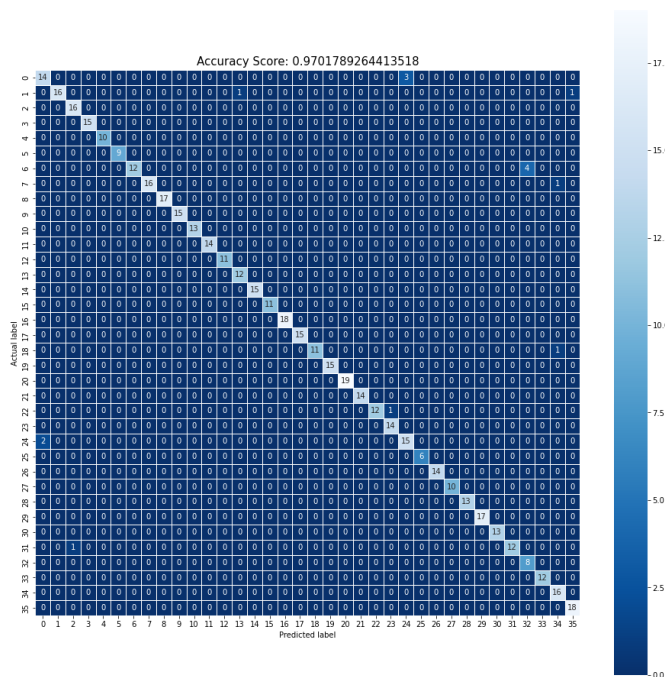 Accuracy Score: 0.9701789264413518
0 14 0 0 0 0 0 0 0 0 0 0 0 0 0 0 0 0 0 0 0 0 0 0 0 3 0 0 0 0 0 0 0 0 0 0 0
1 0 16 0 0 0 0 0 0 0 0 0 0 0 1 0 0 0 0 0 0 0 0 0 0 0 0 0 0 0 0 0 0 0 0 0 1
2 0 0 16 0 0 0 0 0 0 0 0 0 0 0 0 0 0 0 0 0 0 0 0 0 0 0 0 0 0 0 0 0 0 0 0 0
3 0 0 0 15 0 0 0 0 0 0 0 0 0 0 0 0 0 0 0 0 0 0 0 0 0 0 0 0 0 0 0 0 0 0 0 0
4 0 0 0 0 10 0 0 0 0 0 0 0 0 0 0 0 0 0 0 0 0 0 0 0 0 0 0 0 0 0 0 0 0 0 0 0
5 0 0 0 0 0 9 0 0 0 0 0 0 0 0 0 0 0 0 0 0 0 0 0 0 0 0 0 0 0 0 0 0 0 0 0 0
6 0 0 0 0 0 0 12 0 0 0 0 0 0 0 0 0 0 0 0 0 0 0 0 0 0 0 0 0 0 0 0 0 4 0 0 0
7 0 0 0 0 0 0 0 16 0 0 0 0 0 0 0 0 0 0 0 0 0 0 0 0 0 0 0 0 0 0 0 0 0 0 1 0
8 0 0 0 0 0 0 0 0 17 0 0 0 0 0 0 0 0 0 0 0 0 0 0 0 0 0 0 0 0 0 0 0 0 0 0 0
9 0 0 0 0 0 0 0 0 0 15 0 0 0 0 0 0 0 0 0 0 0 0 0 0 0 0 0 0 0 0 0 0 0 0 0 0
10 0 0 0 0 0 0 0 0 0 0 13 0 0 0 0 0 0 0 0 0 0 0 0 0 0 0 0 0 0 0 0 0 0 0 0 0
11 0 0 0 0 0 0 0 0 0 0 0 14 0 0 0 0 0 0 0 0 0 0 0 0 0 0 0 0 0 0 0 0 0 0 0 0
12 0 0 0 0 0 0 0 0 0 0 0 0 11 0 0 0 0 0 0 0 0 0 0 0 0 0 0 0 0 0 0 0 0 0 0 0
13 0 0 0 0 0 0 0 0 0 0 0 0 0 12 0 0 0 0 0 0 0 0 0 0 0 0 0 0 0 0 0 0 0 0 0 0
14 0 0 0 0 0 0 0 0 0 0 0 0 0 0 15 0 0 0 0 0 0 0 0 0 0 0 0 0 0 0 0 0 0 0 0 0
15 0 0 0 0 0 0 0 0 0 0 0 0 0 0 0 11 0 0 0 0 0 0 0 0 0 0 0 0 0 0 0 0 0 0 0 0
16 0 0 0 0 0 0 0 0 0 0 0 0 0 0 0 0 18 0 0 0 0 0 0 0 0 0 0 0 0 0 0 0 0 0 0 0
17 0 0 0 0 0 0 0 0 0 0 0 0 0 0 0 0 0 15 0 0 0 0 0 0 0 0 0 0 0 0 0 0 0 0 0 0
18 0 0 0 0 0 0 0 0 0 0 0 0 0 0 0 0 0 0 11 0 0 0 0 0 0 0 0 0 0 0 0 0 0 0 1 0
19 0 0 0 0 0 0 0 0 0 0 0 0 0 0 0 0 0 0 0 15 0 0 0 0 0 0 0 0 0 0 0 0 0 0 0 0
20 0 0 0 0 0 0 0 0 0 0 0 0 0 0 0 0 0 0 0 0 19 0 0 0 0 0 0 0 0 0 0 0 0 0 0 0
21 0 0 0 0 0 0 0 0 0 0 0 0 0 0 0 0 0 0 0 0 0 14 0 0 0 0 0 0 0 0 0 0 0 0 0 0
22 0 0 0 0 0 0 0 0 0 0 0 0 0 0 0 0 0 0 0 0 0 0 12 1 0 0 0 0 0 0 0 0 0 0 0 0
23 0 0 0 0 0 0 0 0 0 0 0 0 0 0 0 0 0 0 0 0 0 0 0 14 0 0 0 0 0 0 0 0 0 0 0 0
24 2 0 0 0 0 0 0 0 0 0 0 0 0 0 0 0 0 0 0 0 0 0 0 0 15 0 0 0 0 0 0 0 0 0 0 0
25 0 0 0 0 0 0 0 0 0 0 0 0 0 0 0 0 0 0 0 0 0 0 0 0 0 6 0 0 0 0 0 0 0 0 0 0
26 0 0 0 0 0 0 0 0 0 0 0 0 0 0 0 0 0 0 0 0 0 0 0 0 0 0 14 0 0 0 0 0 0 0 0 0
27 0 0 0 0 0 0 0 0 0 0 0 0 0 0 0 0 0 0 0 0 0 0 0 0 0 0 0 10 0 0 0 0 0 0 0 0
28 0 0 0 0 0 0 0 0 0 0 0 0 0 0 0 0 0 0 0 0 0 0 0 0 0 0 0 0 13 0 0 0 0 0 0 0
29 0 0 0 0 0 0 0 0 0 0 0 0 0 0 0 0 0 0 0 0 0 0 0 0 0 0 0 0 0 17 0 0 0 0 0 0
30 0 0 0 0 0 0 0 0 0 0 0 0 0 0 0 0 0 0 0 0 0 0 0 0 0 0 0 0 0 0 13 0 0 0 0 0
31 0 0 1 0 0 0 0 0 0 0 0 0 0 0 0 0 0 0 0 0 0 0 0 0 0 0 0 0 0 0 0 12 0 0 0 0
32 0 0 0 0 0 0 0 0 0 0 0 0 0 0 0 0 0 0 0 0 0 0 0 0 0 0 0 0 0 0 0 0 8 0 0 0
33 0 0 0 0 0 0 0 0 0 0 0 0 0 0 0 0 0 0 0 0 0 0 0 0 0 0 0 0 0 0 0 0 0 12 0 0
34 0 0 0 0 0 0 0 0 0 0 0 0 0 0 0 0 0 0 0 0 0 0 0 0 0 0 0 0 0 0 0 0 0 0 16 0
35 0 0 0 0 0 0 0 0 0 0 0 0 0 0 0 0 0 0 0 0 0 0 0 0 0 0 0 0 0 0 0 0 0 0 0 18
0 1 2 3 4 5 6 7 8 9 10 11 12 13 14 15 16 17 18 19 20 21 22 23 24 25 26 27 28 29 30 31 32 33 34 35
Actual label
Predicted label
17.
15.
12.
10.
7.5
5.0
2.5
0.0